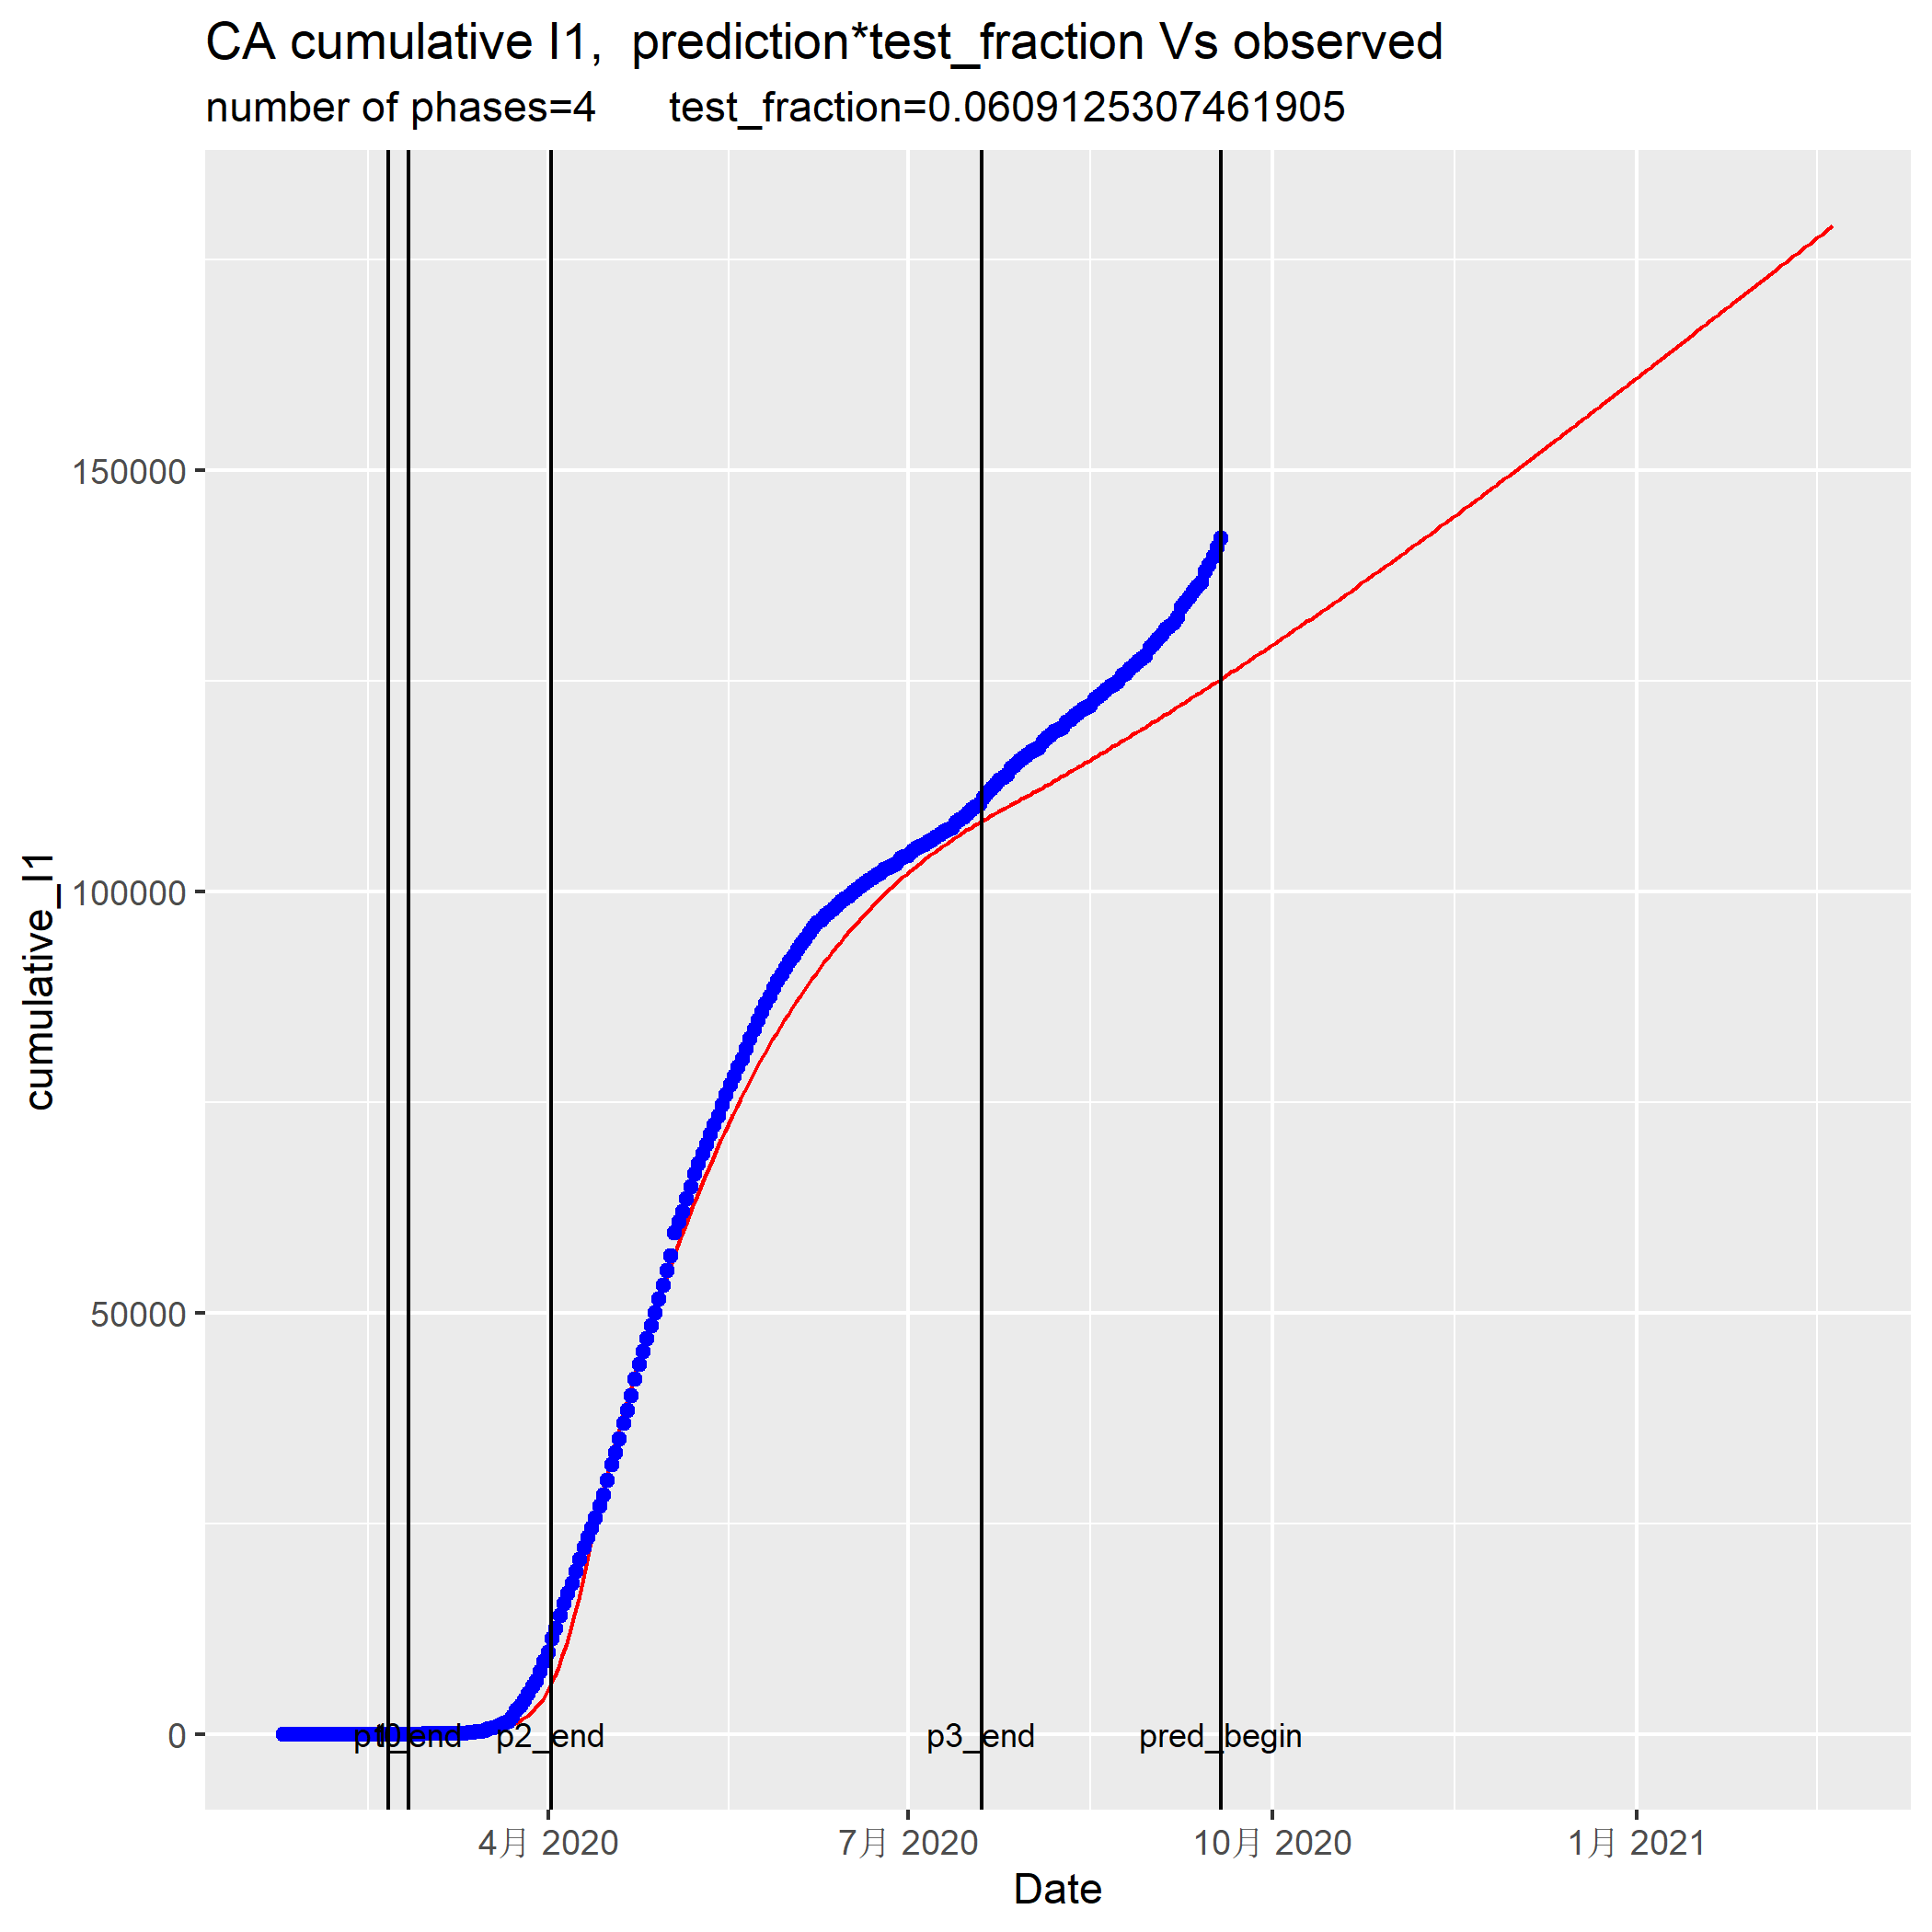 CA cumulative I1,  prediction*test_fraction Vs observed
number of phases=4      test_fraction=0.0609125307461905
cumulative_I1
150000
100000
50000
0
p2_end
p3_end
pred_begin
4月 2020
7月 2020
10月 2020
1月 2021
Date